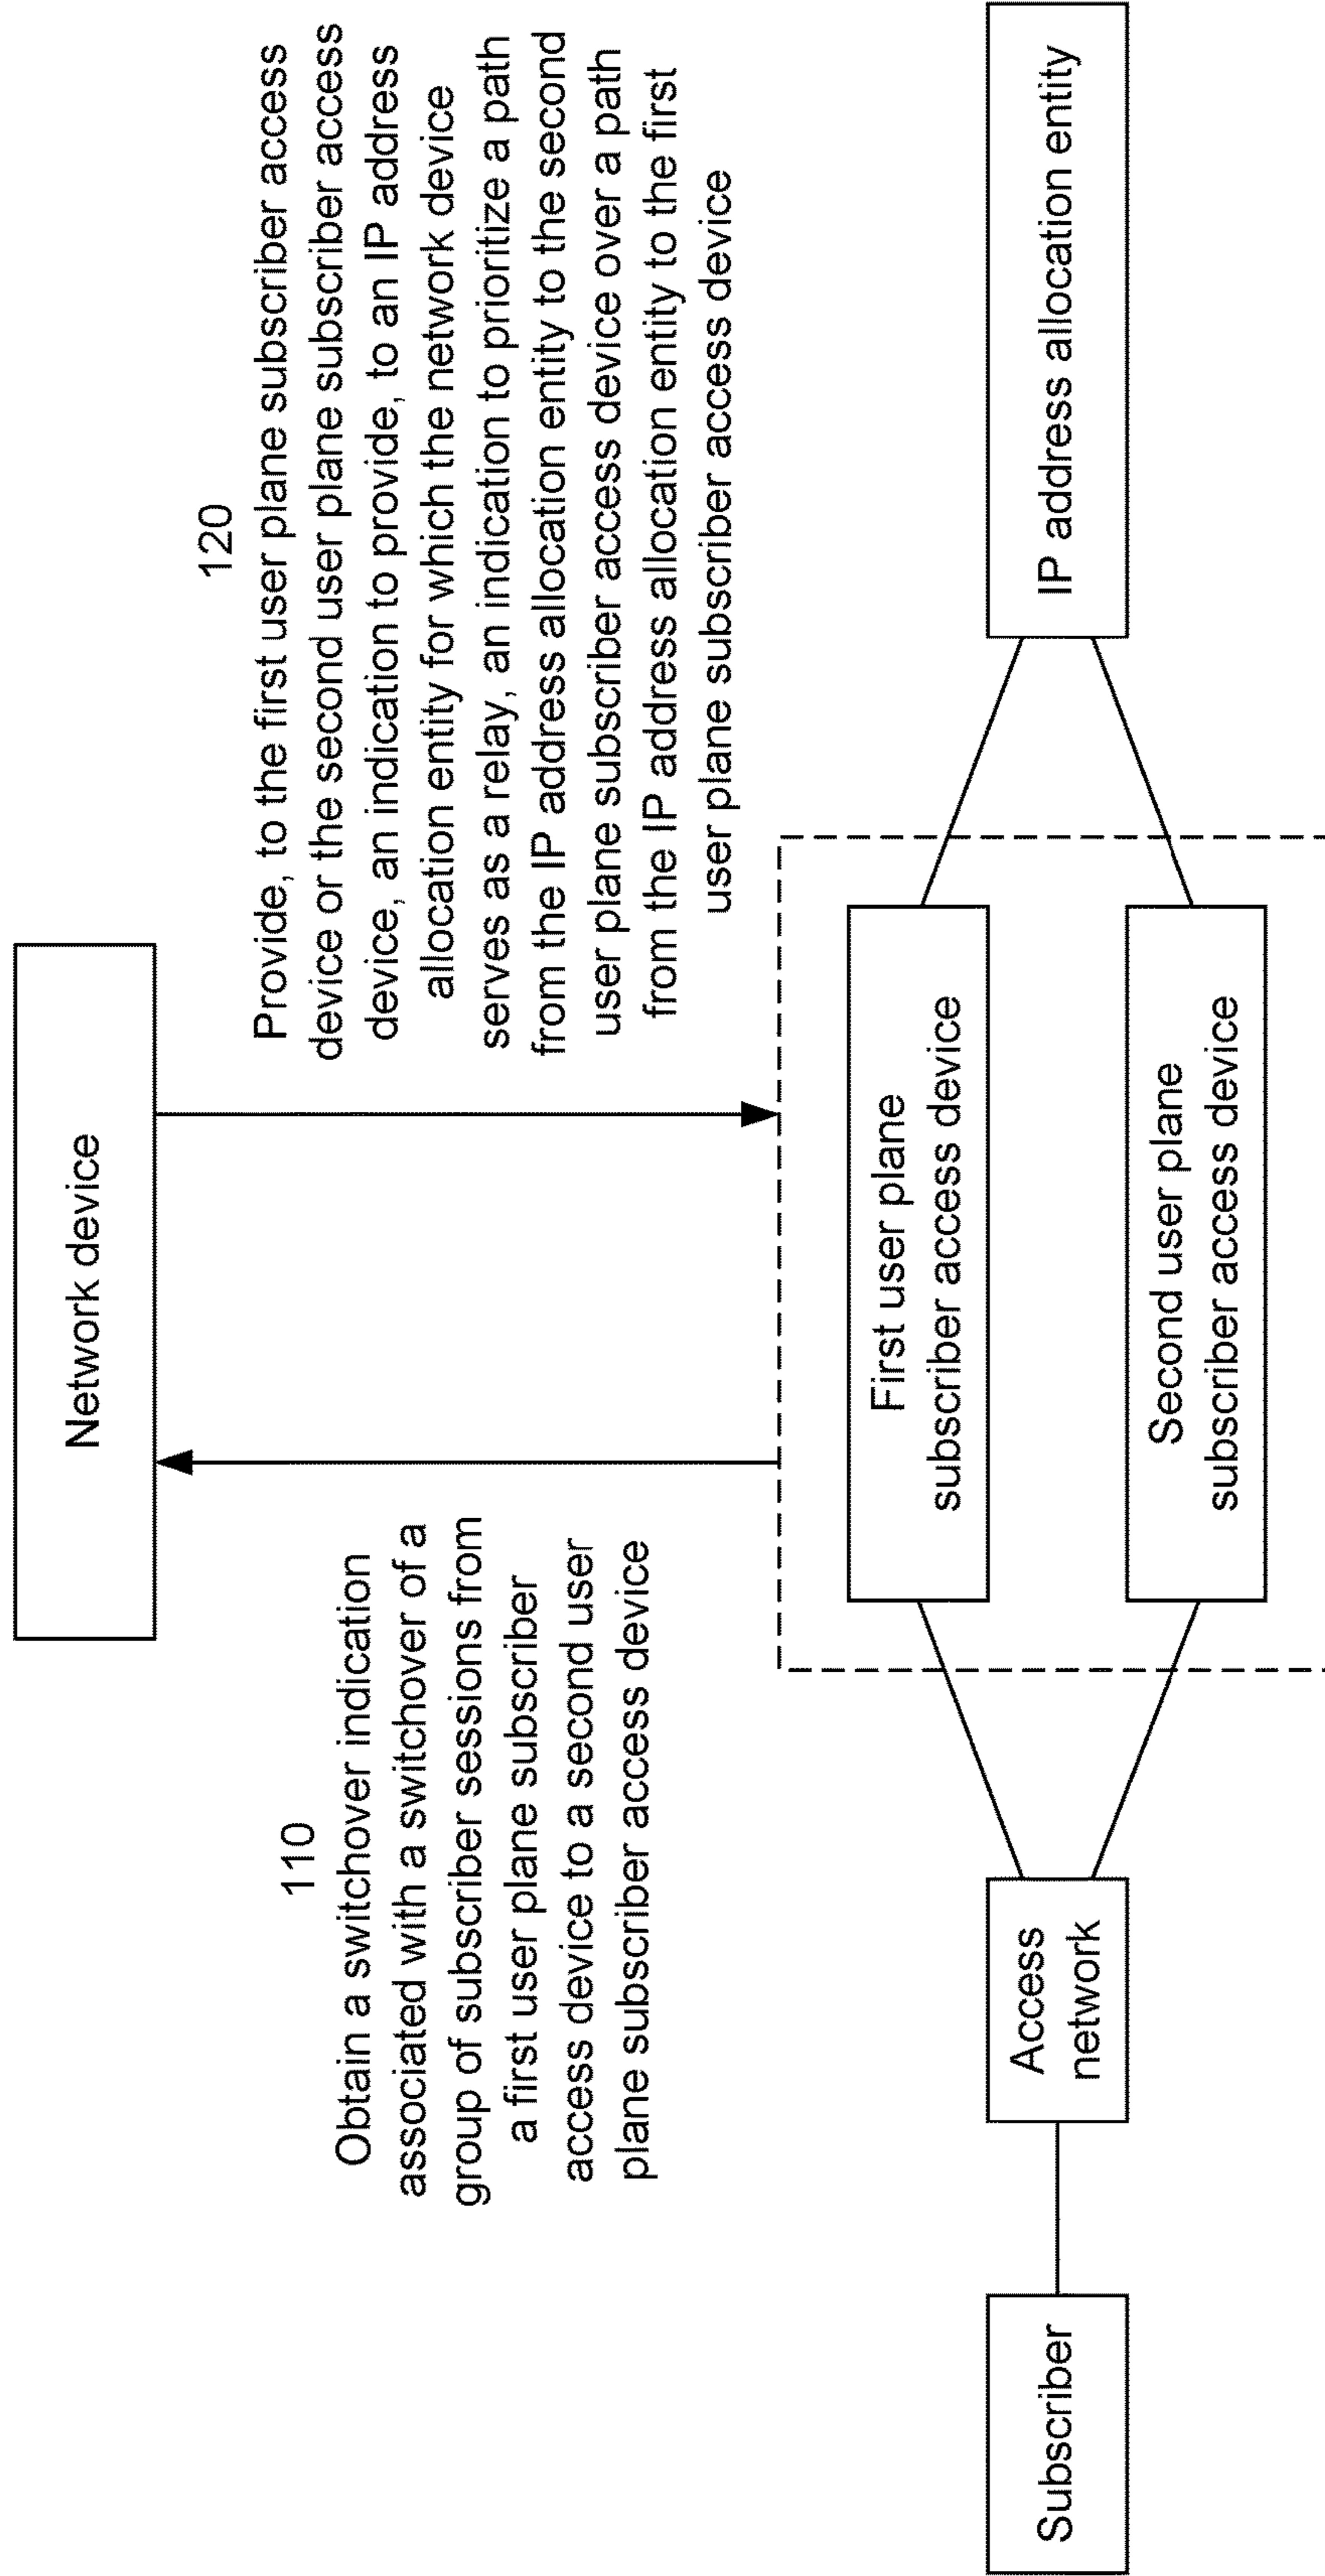 Network device
110
Obtain a switchover indication
associated with a switchover of a
group of subscriber sessions from
a first user plane subscriber
access device to a second user
plane subscriber access device
120
Provide, to the first user plane subscriber access
device or the second user plane subscriber access
device, an indication to provide, to an IP address
allocation entity for which the network device
serves as a relay, an indication to prioritize a path
from the IP address allocation entity to the second
user plane subscriber access device over a path
from the IP address allocation entity to the first
user plane subscriber access device
Subscriber
Access
network
First user plane
subscriber access device
Second user plane
subscriber access device
IP address allocation entity